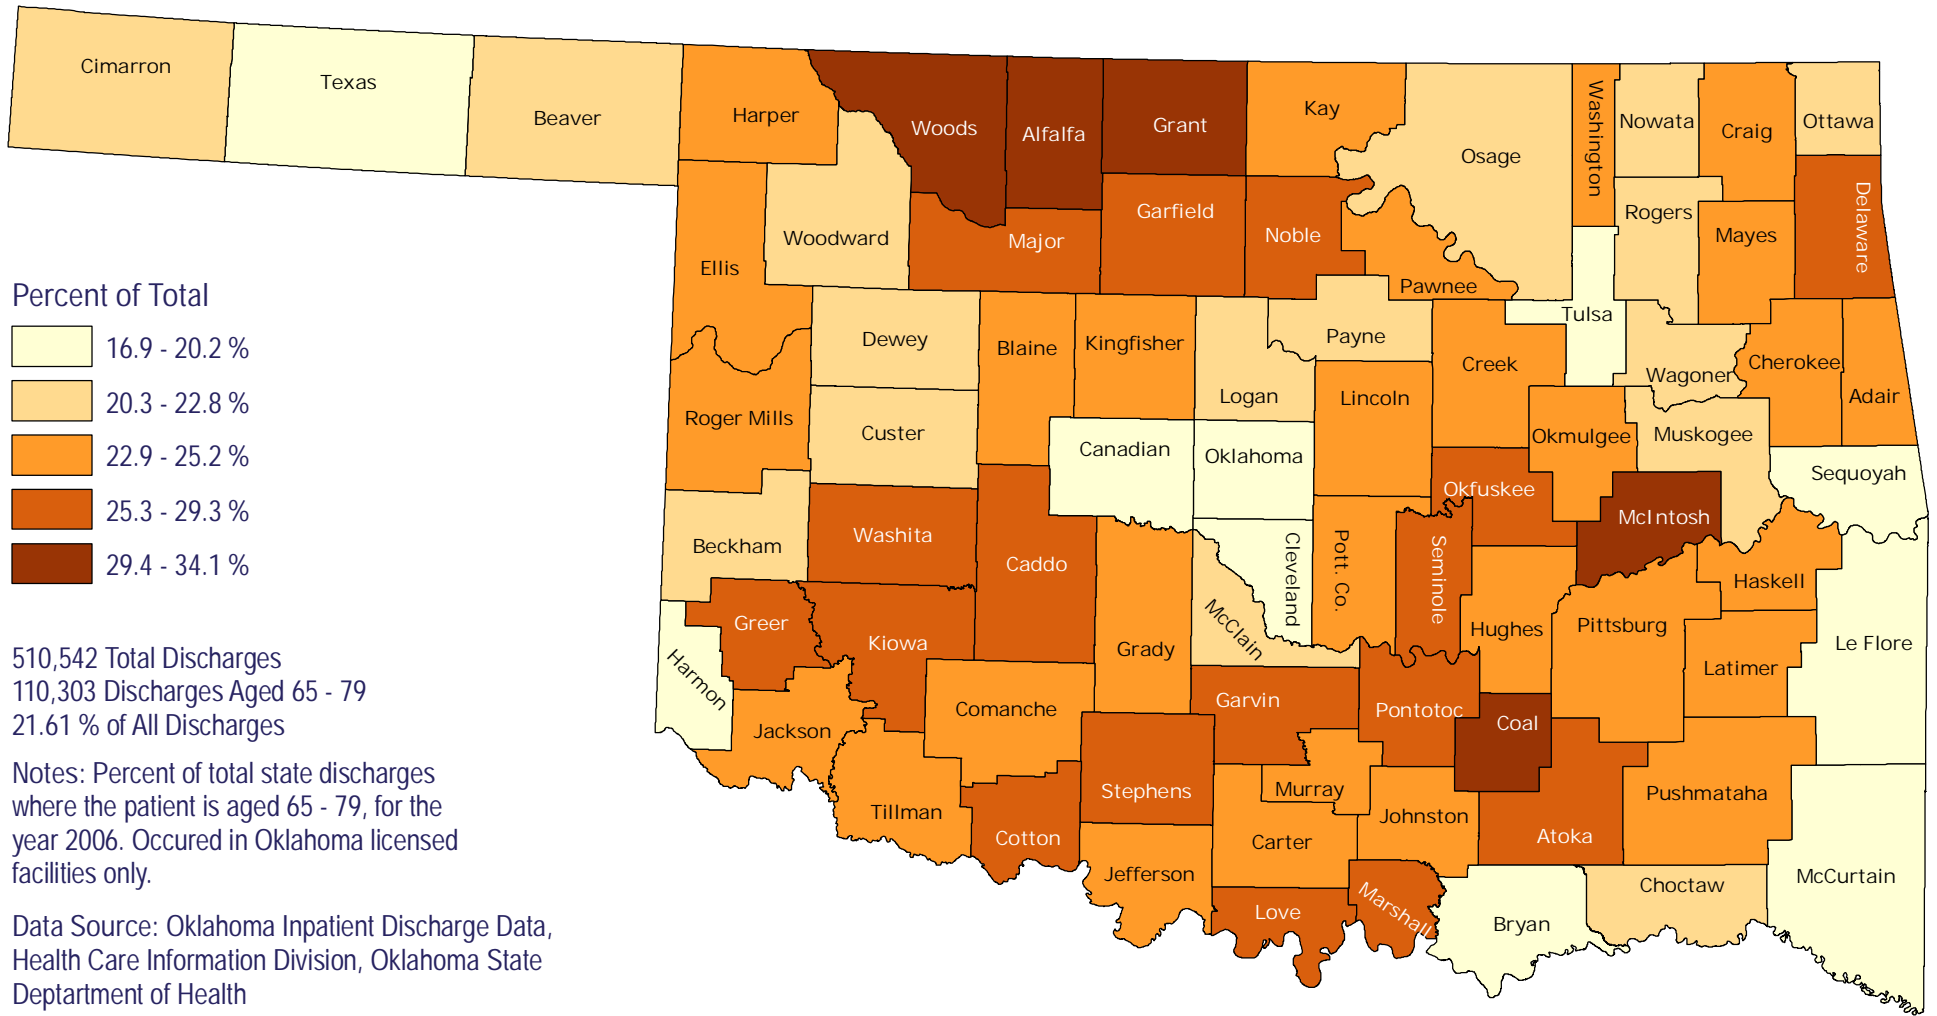 Cimarron
Texas
Beaver
Harper
Woods
Alfalfa
Grant
Kay
Osage
Washington
Nowata
Craig
Ottawa
Woodward
Ellis
Major
Garfield
Noble
Pawnee
Rogers
Mayes
Delaware
Percent of Total
16.9 - 20.2 %
20.3 - 22.8 %
22.9 - 25.2 %
25.3 - 29.3 %
29.4 - 34.1 %
Dewey
Blaine
Kingfisher
Logan
Payne
Creek
Tulsa
Wagoner
Cherokee
Adair
Roger Mills
Custer
Canadian
Oklahoma
Lincoln
Okmulgee
Muskogee
Sequoyah
Beckham
Washita
Caddo
Grady
McClain
Cleveland
Pott. Co.
Seminole
Okfuskee
McIntosh
Hughes
Pittsburg
Haskell
Latimer
Le Flore
Harmon
Greer
Kiowa
Jackson
Comanche
Tillman
Cotton
Stephens
Garvin
Pontotoc
Coal
Murray
Johnston
Atoka
Pushmataha
Jefferson
Carter
Love
Marshall
Bryan
Choctaw
McCurtain
510,542 Total Discharges
110,303 Discharges Aged 65 - 79
21.61 % of All Discharges
Notes: Percent of total state discharges
where the patient is aged 65 - 79, for the
year 2006. Occured in Oklahoma licensed
facilities only.
Data Source: Oklahoma Inpatient Discharge Data,
Health Care Information Division, Oklahoma State
Deptartment of Health